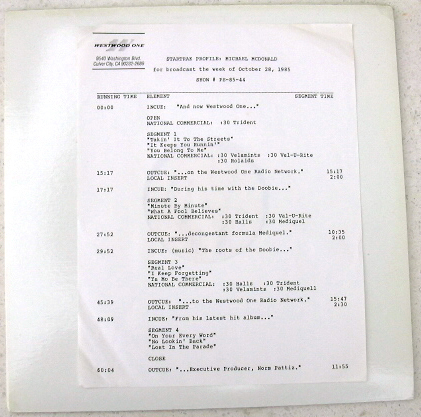 WESTWOOD ONE
9540 Washington Blvd.
Culver City, CA 90232-2689
STARTRAK PROFILE: MICHAEL MCDONALD
for broadcast the week of October 28, 1985
SHOW # PS-85-44
RUNNING TIME ELEMENT SEGMENT TIME
00:00 INCUE: "And now Westwood One..."
OPEN
NATIONAL COMMERCIAL: :30 Trident
SEGMENT 1
"Takin' It To The Streets"
"It Keeps You Runnin'"
"You Belong To Me"
NATIONAL COMMERCIAL: :30 Velamints :30 Val-O-Rite
:30 Rolaids
15:17 OUTCUE: "...on the Westwood One Radio Network." 15:17
LOCAL INSERT 2:00
17:17 INCUE: "During his time with the Doobie..."
SEGMENT 2
"Minute By Minute"
"What A Fool Believes"
NATIONAL COMMERCIAL: :30 Trident :30 Val-O-Rite
:30 Halls :30 Mediquel
27:52 OUTCUE: "...decongestant formula Mediquel." 10:35
LOCAL INSERT 2:00
29:52 INCUE: (music) "The roots of the Doobie..."
SEGMENT 3
"Real Love"
"I Keep Forgetting"
"Ya Mo Be There"
NATIONAL COMMERCIAL: :30 Halls :30 Trident
:30 Velamints :30 Mediquell
45:39 OUTCUE: "...to the Westwood One Radio Network." 15:47
LOCAL INSERT 2:30
48:09 INCUE: "From his latest hit album..."
SEGMENT 4
"On Your Every Word"
"No Lookin' Back"
"Lost In The Parade"
CLOSE
60:04 OUTCUE: "...Executive Producer, Norm Pattiz." 11:55